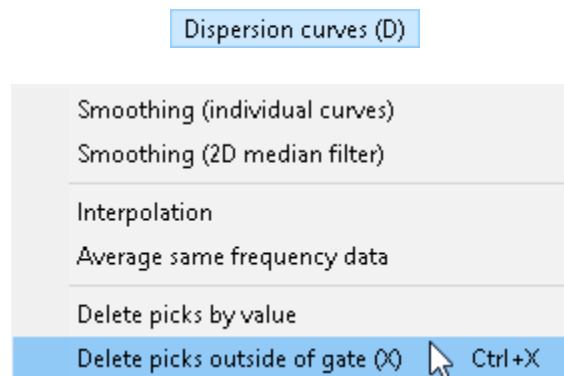 Dispersion curves (D)
Smoothing (individual curves)
Smoothing (2D median filter)
Interpolation
Average same frequency data
Delete picks by value
Delete picks outside of gate (X) Ctrl+X